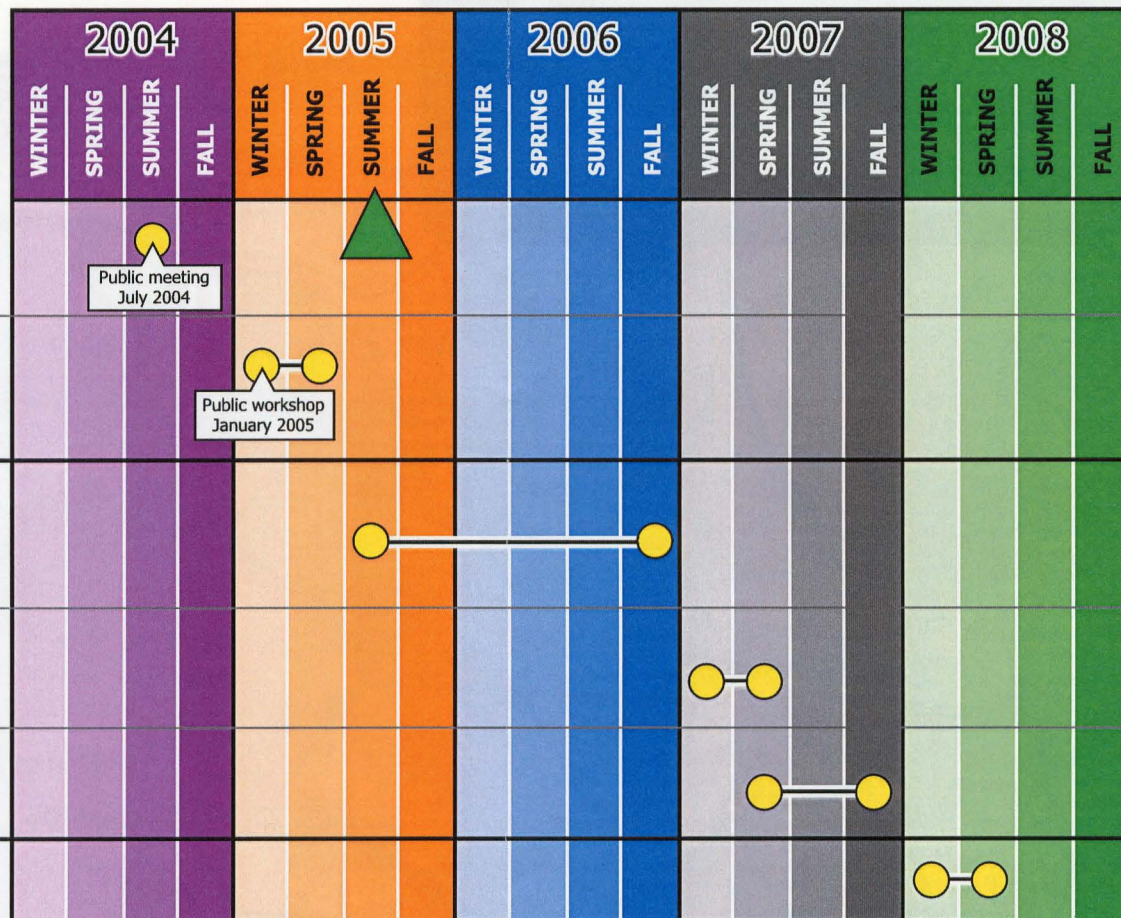 2004
2005
2006
2007
2008
WINTER
SPRING
SUMMER
FALL
WINTER
SPRING
SUMMER
FALL
WINTER
SPRING
SUMMER
FALL
WINTER
SPRING
SUMMER
FALL
WINTER
SPRING
SUMMER
FALL
Public meeting
July 2004
Public workshop
January 2005